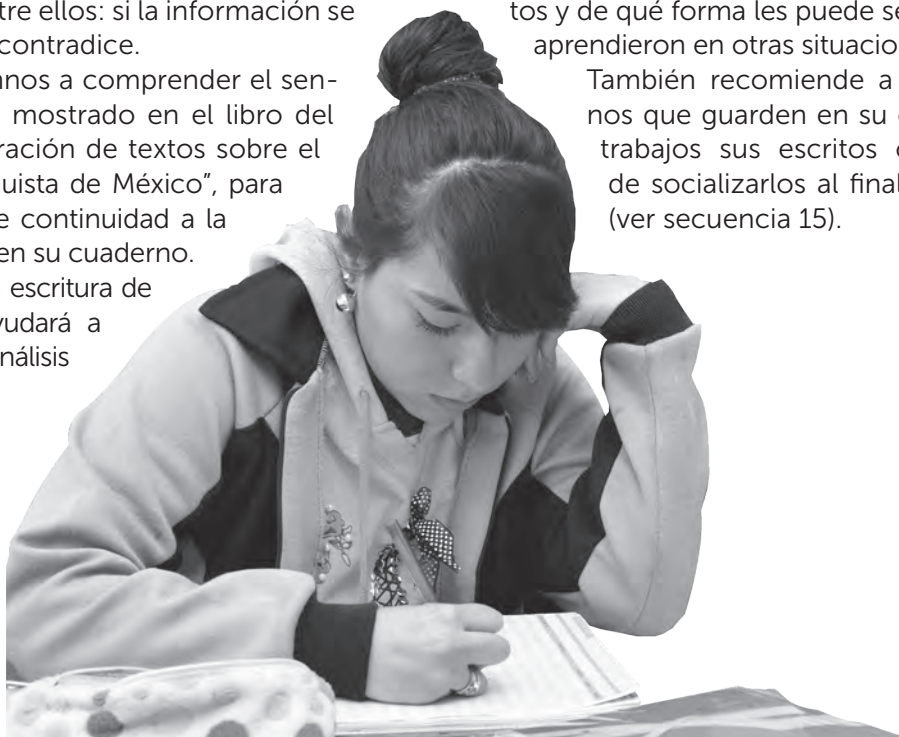 tre ellos: si la información se
contradice.
nnos a comprender el sen-
mostrado en el libro del
ración de textos sobre el
uista de México”, para
e continuidad a la
en su cuaderno.
escritura de
yudará a
nálisis
tos y de qué forma les puede se
aprendieron en otras situacio
También recomiende a
nos que guarden en su
trabajos sus escritos
de socializarlos al final
(ver secuencia 15).